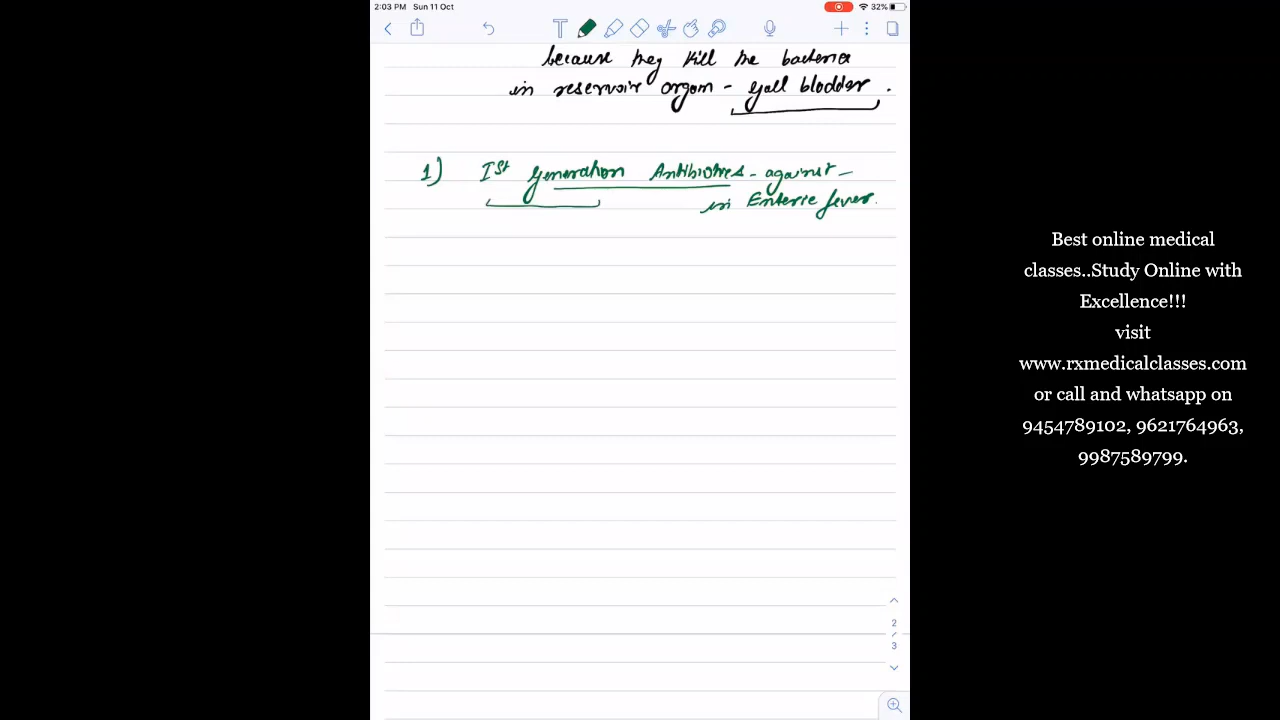 2:03 PM Sun 11 Oct
32%
because they kill the bacteria
in reservoir organ - Gall bladder .
1) Ist Generation Antibiotics - against -
in Enteric fever.
2
3
Best online medical
classes..Study Online with
Excellence!!!
visit
www.rxmedicalclasses.com
or call and whatsapp on
9454789102, 9621764963,
9987589799.